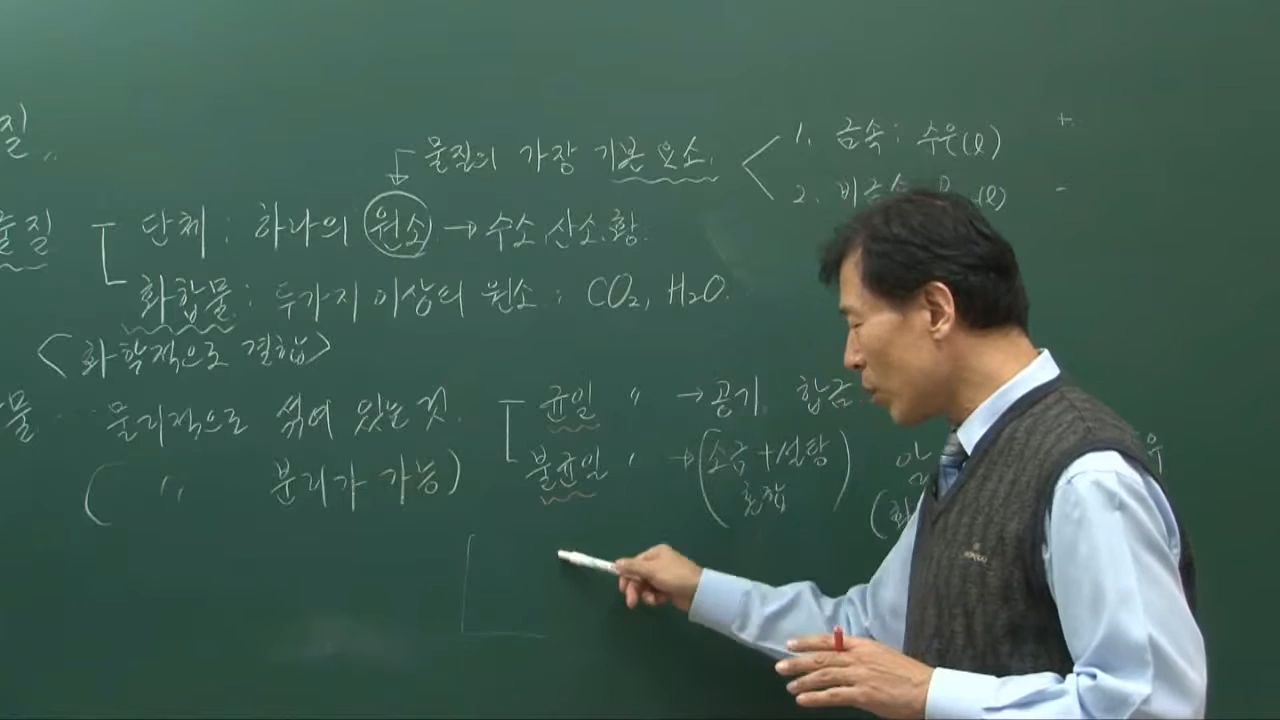 질 〃
물질의 가장 기본 요소.
1. 금속 : 수은(ℓ) +
2. 비금속 (ℓ) -
물질 단체 : 하나의 원소 → 수소, 산소, 황.
화합물 : 두가지 이상의 원소 : CO₂, H₂O.
<화학적으로 결합>
물 물리적으로 섞여 있는 것. 균일 〃 → 공기, 합금
( 〃 분리가 가능) 불균일 〃 → (소금+설탕 혼합)